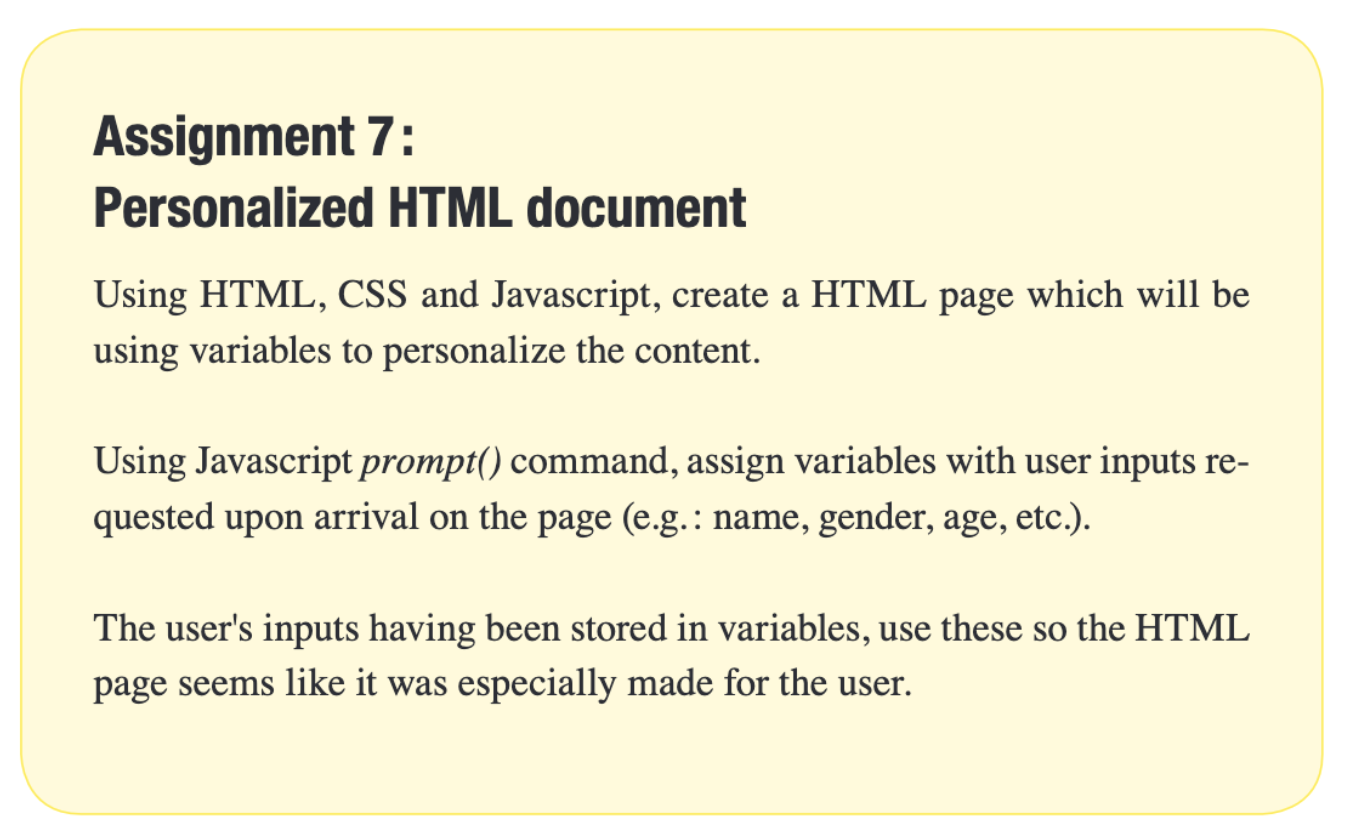 Assignment 7 :
Personalized HTML document
Using HTML, CSS and Javascript, create a HTML page which will be
using variables to personalize the content.
Using Javascript prompt() command, assign variables with user inputs re-
quested upon arrival on the page (e.g. : name, gender, age, etc.).
The user's inputs having been stored in variables, use these so the HTML
page seems like it was especially made for the user.